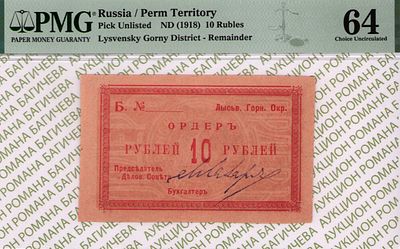 PMG
PAPER MONEY GUARANTY
Russia / Perm Territory
Pick Unlisted ND (1918) 10 Rubles
Lysvensky Gorny District - Remainder
64
Choice Uncirculated
Б. №
Лысьв. Горн. Окр.
ОРДЕРЪ
РУБЛЕЙ 10 РУБЛЕЙ
Председатель
Дѣлов. Совѣта
Бухгалтеръ
АУКЦИОН РОМАНА БАГИЧЕВА